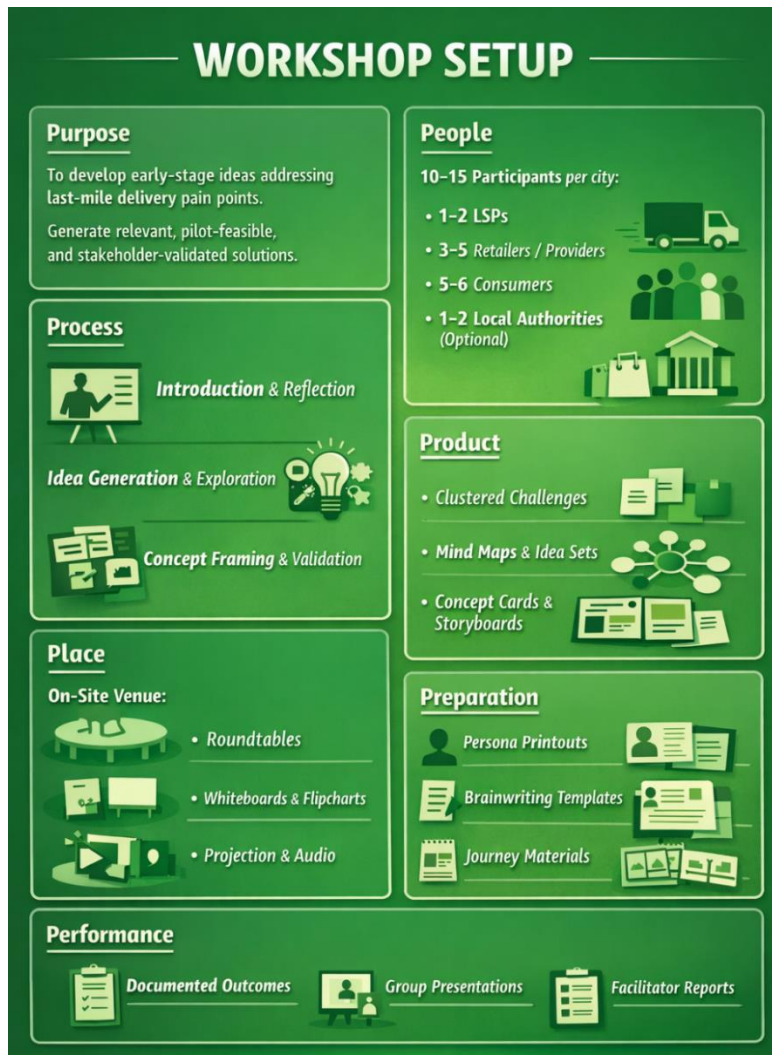 WORKSHOP SETUP
Purpose
To develop early-stage ideas addressing
last-mile delivery pain points.
Generate relevant, pilot-feasible,
and stakeholder-validated solutions.
People
10–15 Participants per city:
• 1–2 LSPs
• 3–5 Retailers / Providers
• 5–6 Consumers
• 1–2 Local Authorities
(Optional)
Process
Introduction & Reflection
Idea Generation & Exploration
Concept Framing & Validation
Product
• Clustered Challenges
• Mind Maps & Idea Sets
• Concept Cards &
Storyboards
Place
On-Site Venue:
• Roundtables
• Whiteboards & Flipcharts
• Projection & Audio
Preparation
Persona Printouts
Brainwriting Templates
Journey Materials
Performance
Documented Outcomes
Group Presentations
Facilitator Reports